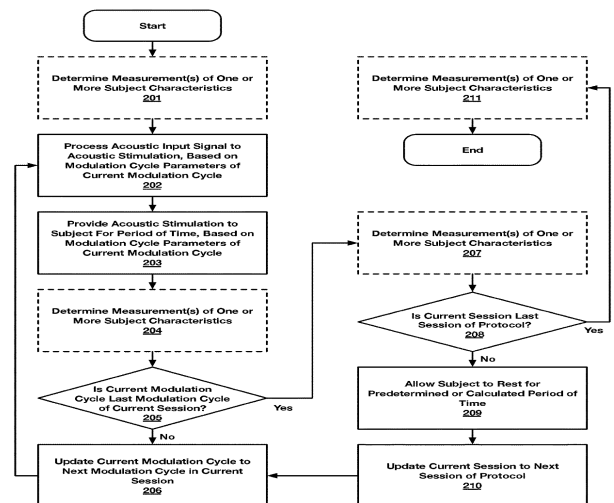 Start
Determine Measurement(s) of One or
More Subject Characteristics
201
Process Acoustic Input Signal to
Acoustic Stimulation, Based on
Modulation Cycle Parameters of
Current Modulation Cycle
202
Provide Acoustic Stimulation to
Subject For Period of Time, Based on
Modulation Cycle Parameters of
Current Modulation Cycle
203
Determine Measurement(s) of One or
More Subject Characteristics
204
Is Current Modulation
Cycle Last Modulation Cycle
of Current Session?
205
Yes
No
Update Current Modulation Cycle to
Next Modulation Cycle in Current
Session
206
Determine Measurement(s) of One or
More Subject Characteristics
207
Is Current Session Last
Session of Protocol?
208
Yes
No
Allow Subject to Rest for
Predetermined or Calculated Period of
Time
209
Update Current Session to Next
Session of Protocol
210
Determine Measurement(s) of One or
More Subject Characteristics
211
End